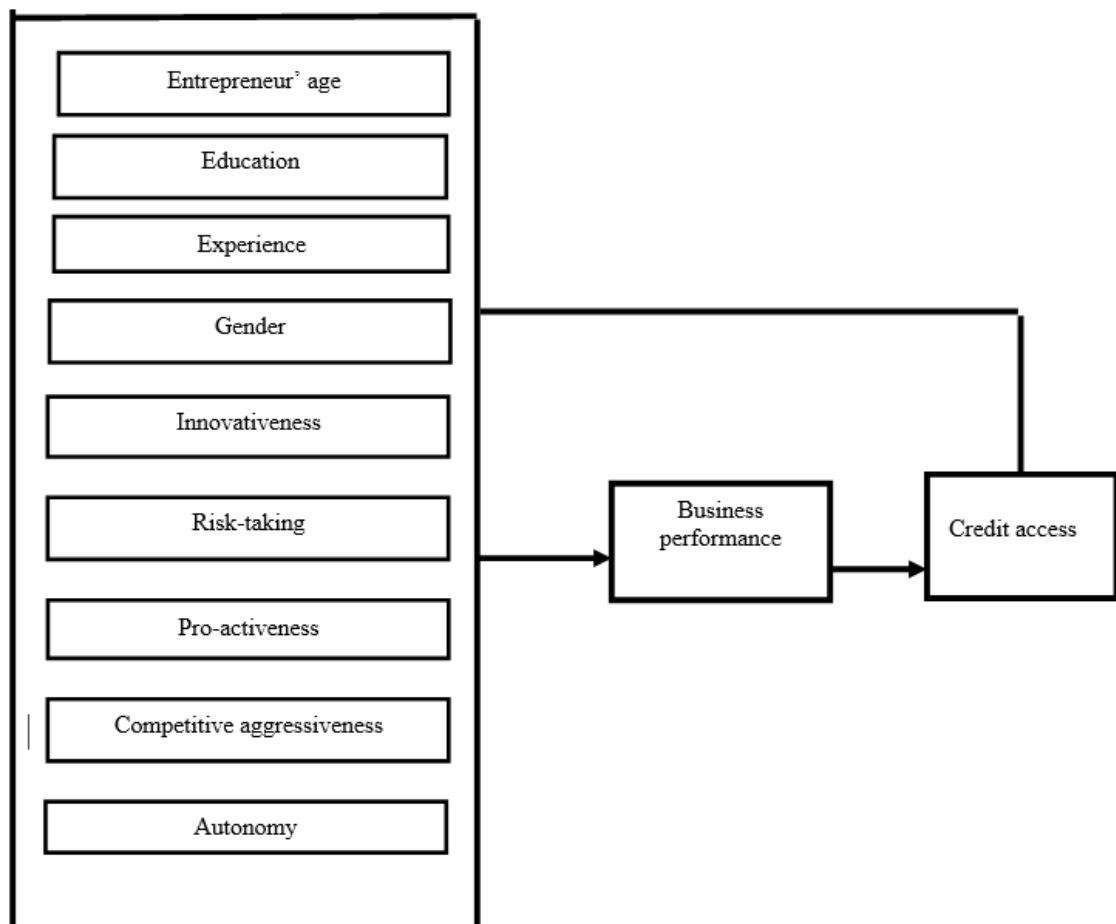 Entrepreneur’ age
Education
Experience
Gender
Innovativeness
Risk-taking
Pro-activeness
Competitive aggressiveness
Autonomy
Business
performance
Credit access